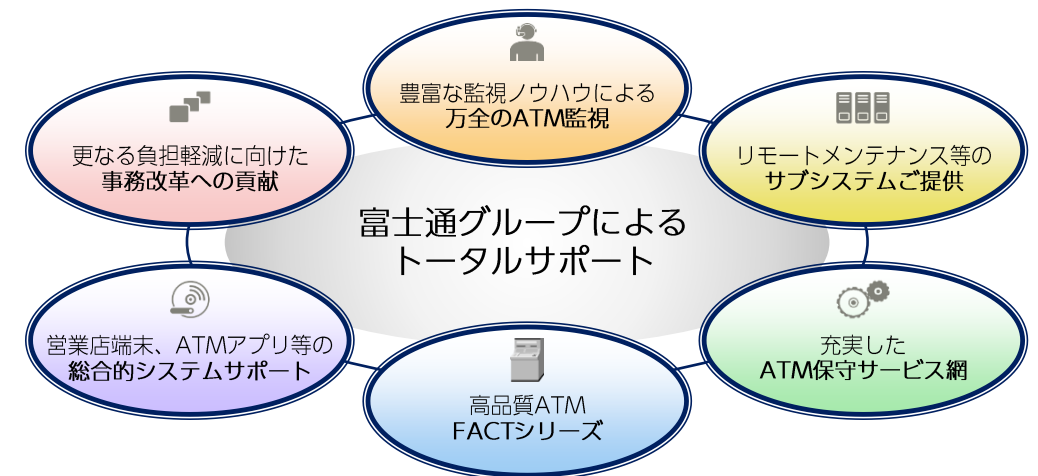 豊富な監視ノウハウによる
万全のATM監視
更なる負担軽減に向けた
事務改革への貢献
リモートメンテナンス等の
サブシステムご提供
富士通グループによる
トータルサポート
営業店端末、ATMアプリ等の
総合的システムサポート
充実した
ATM保守サービス網
高品質ATM
FACTシリーズ